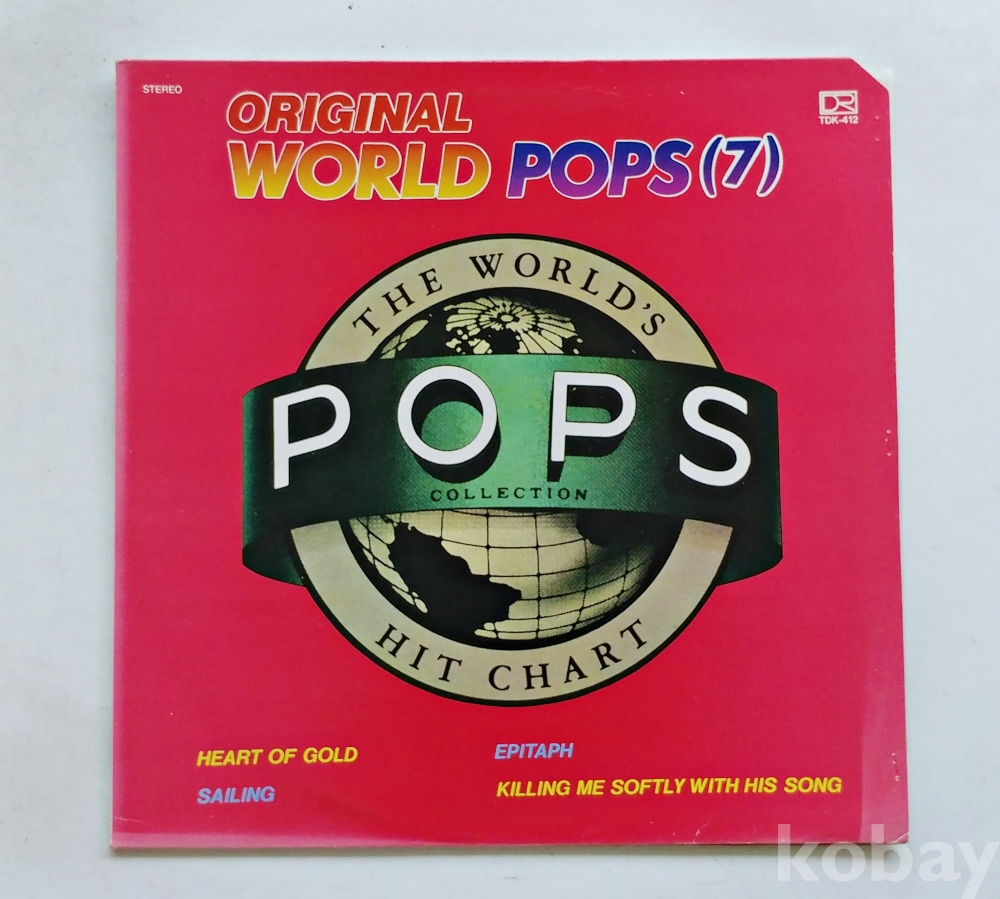 STEREO
ORIGINAL
WORLD POPS (7)
DR
TDK-412
THE WORLD'S
POPS
COLLECTION
HIT CHART
HEART OF GOLD
SAILING
EPITAPH
KILLING ME SOFTLY WITH HIS SONG
kobay